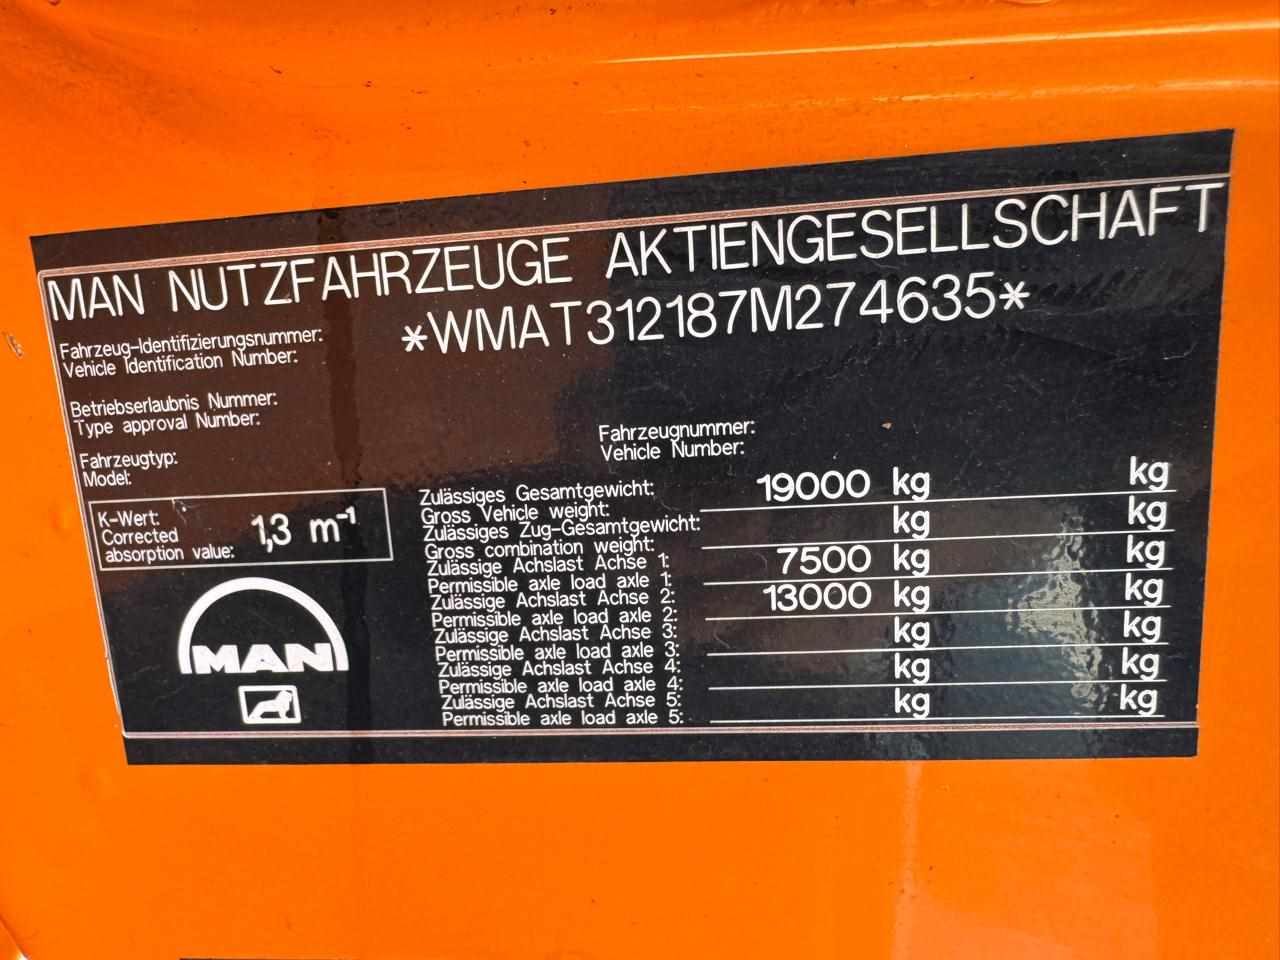 MAN NUTZFAHRZEUGE AKTIENGESELLSCHAFT
Fahrzeug-Identifizierungsnummer:
Vehicle Identification Number:
*WMAT312187M274635*
Betriebserlaubnis Nummer:
Type approval Number:
Fahrzeugtyp:
Model:
Fahrzeugnummer:
Vehicle Number:
K-Wert:
Corrected
absorption value: 1,3 m⁻¹
MAN
Zulässiges Gesamtgewicht: 19000 kg kg
Gross Vehicle weight:
Zulässiges Zug-Gesamtgewicht: kg kg
Gross combination weight:
Zulässige Achslast Achse 1: 7500 kg kg
Permissible axle load axle 1:
Zulässige Achslast Achse 2: 13000 kg kg
Permissible axle load axle 2:
Zulässige Achslast Achse 3: kg kg
Permissible axle load axle 3:
Zulässige Achslast Achse 4: kg kg
Permissible axle load axle 4:
Zulässige Achslast Achse 5: kg kg
Permissible axle load axle 5: